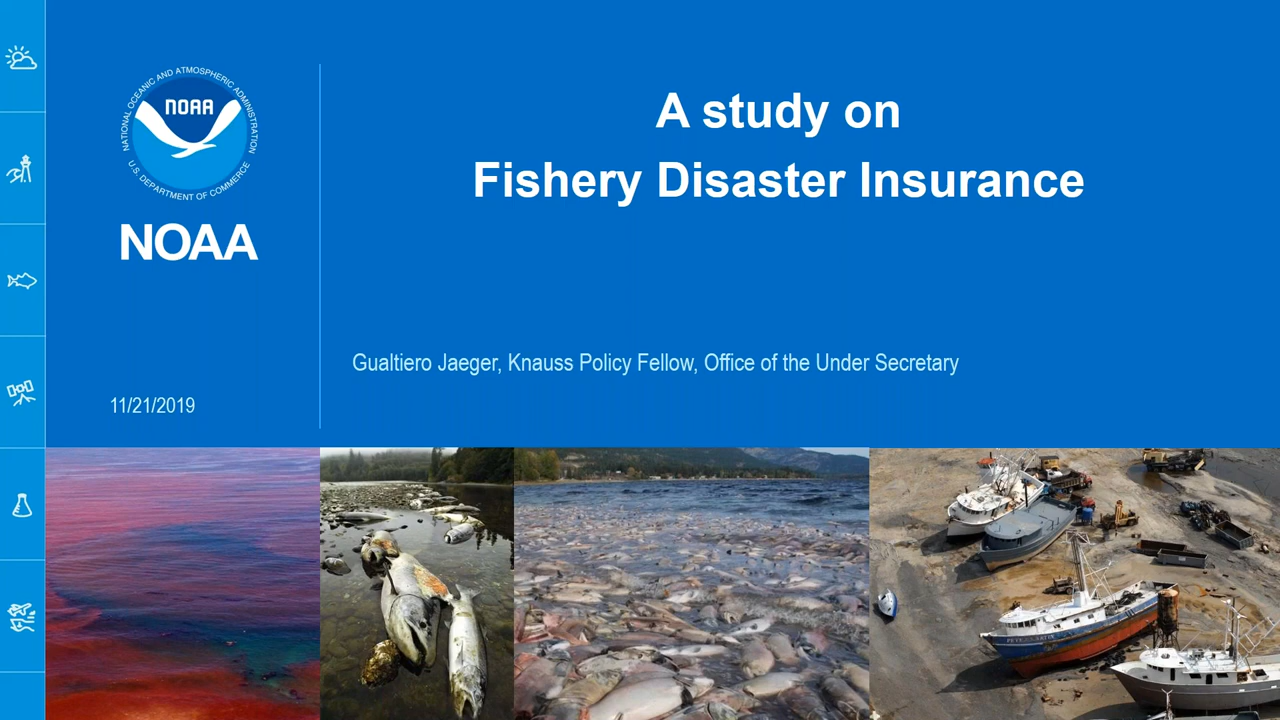 NATIONAL OCEANIC AND ATMOSPHERIC ADMINISTRATION
NOAA
U.S. DEPARTMENT OF COMMERCE
NOAA
A study on
Fishery Disaster Insurance
Gualtiero Jaeger, Knauss Policy Fellow, Office of the Under Secretary
11/21/2019